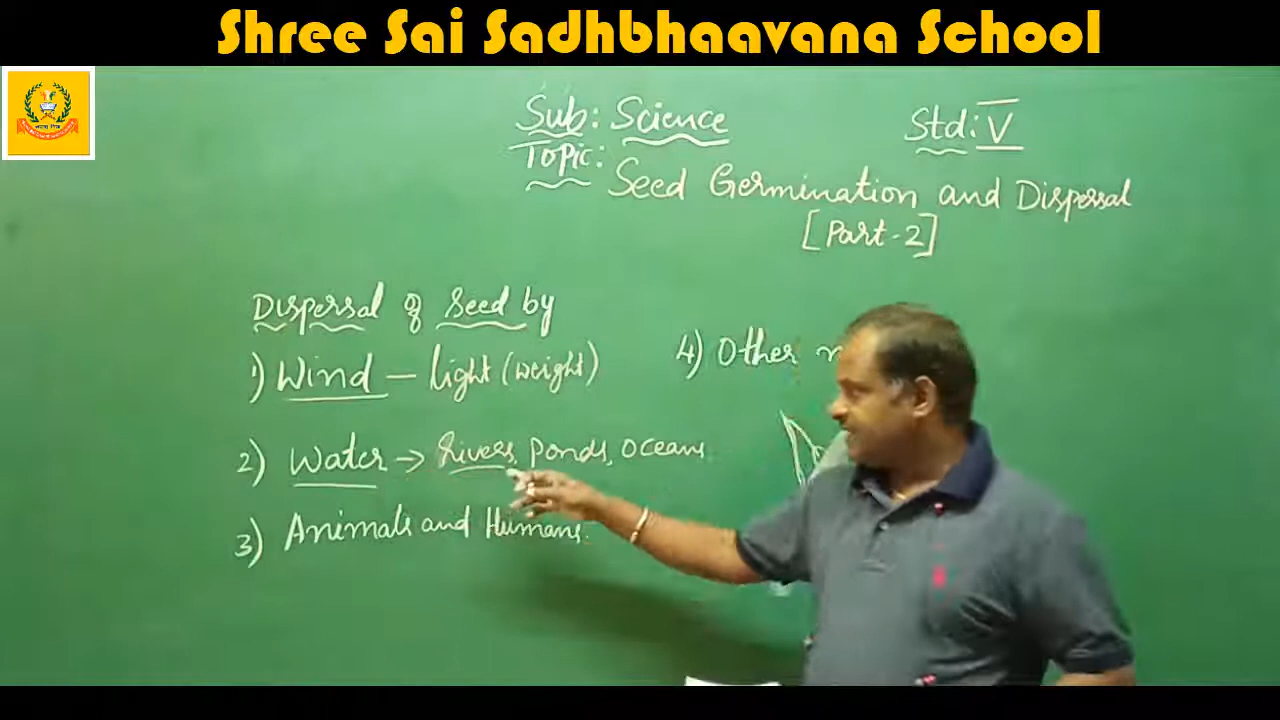 Shree Sai Sadhbhaavana School
Sub: Science
Std: V
Topic: Seed Germination and Dispersal
[Part-2]
Dispersal of Seed by
1) Wind - light (weight)
2) Water → Rivers, Ponds, Oceans
3) Animals and Humans.
4) Other